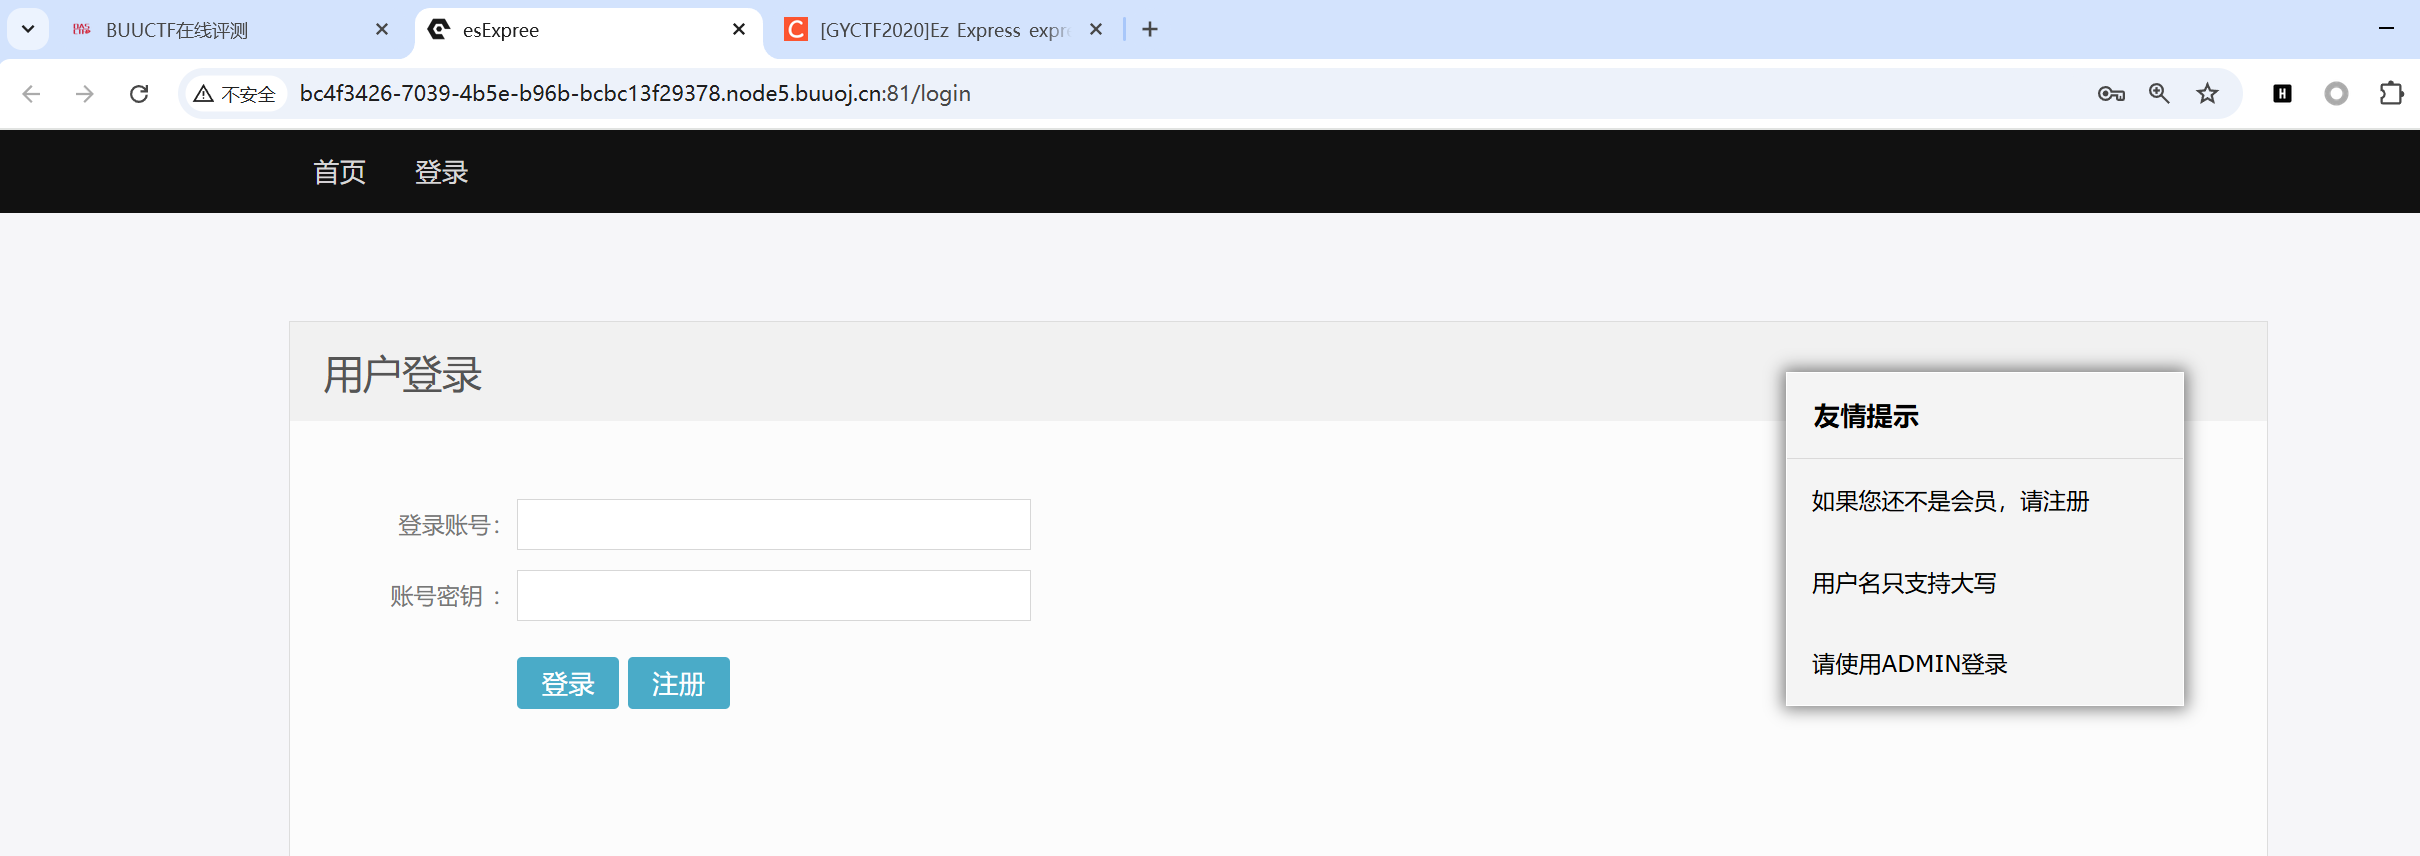 BUUCTF在线评测
esExpree
[GYCTF2020]Ez Express expr
不安全
bc4f3426-7039-4b5e-b96b-bcbc13f29378.node5.buuoj.cn:81/login
首页 登录
用户登录
友情提示
如果您还不是会员，请注册
用户名只支持大写
请使用ADMIN登录
登录账号：
账号密钥 ：
登录 注册